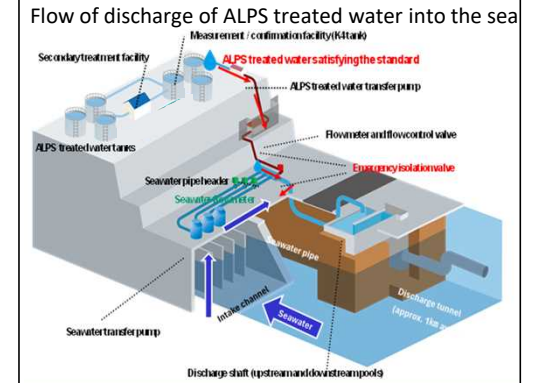 Flow of discharge of ALPS treated water into the sea
Measurement / confirmation facility (K4 tank)
Secondary treatment facility
ALPS treated water satisfying the standard
ALPS treated water transfer pump
ALPS treated water tanks
Flowmeter and flow control valve
Emergency isolation valve
Seawater pipe header
Seawater flowmeter
Seawater pipe
Intake channel
Seawater
Discharge tunnel
(approx. 1km
Seawater transfer pump
Discharge shaft (upstream and downstream pools)